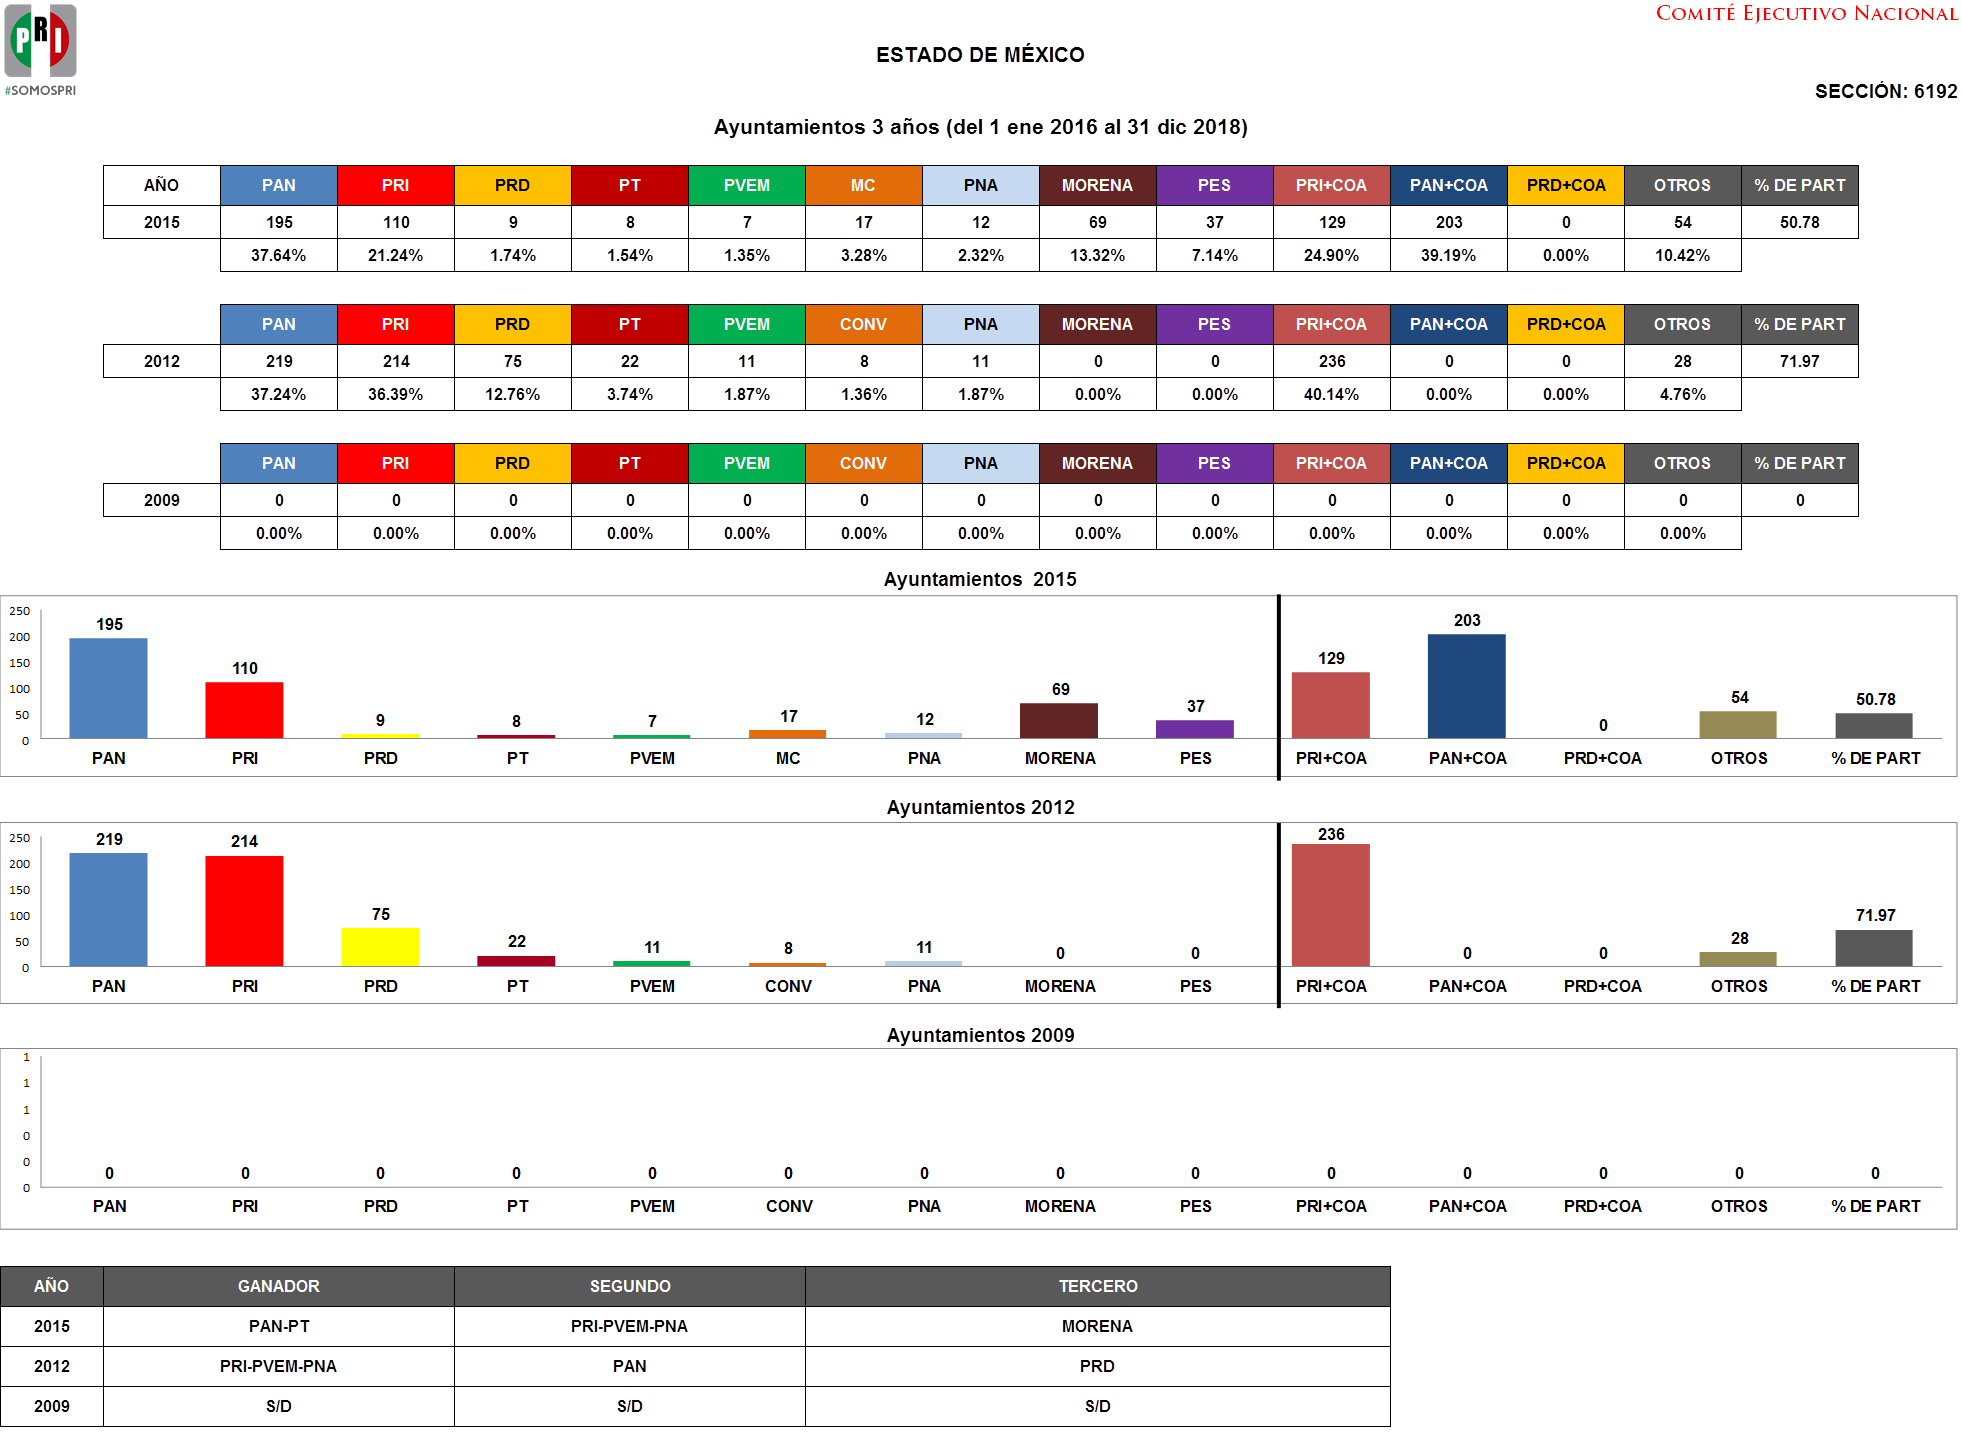 COMITÉ EJECUTIVO NACIONAL
PRI
#SOMOSPRI
ESTADO DE MÉXICO
SECCIÓN: 6192
Ayuntamientos 3 años (del 1 ene 2016 al 31 dic 2018)
AÑO PAN PRI PRD PT PVEM MC PNA MORENA PES PRI+COA PAN+COA PRD+COA OTROS % DE PART
2015 195 110 9 8 7 17 12 69 37 129 203 0 54 50.78
37.64% 21.24% 1.74% 1.54% 1.35% 3.28% 2.32% 13.32% 7.14% 24.90% 39.19% 0.00% 10.42%
PAN PRI PRD PT PVEM CONV PNA MORENA PES PRI+COA PAN+COA PRD+COA OTROS % DE PART
2012 219 214 75 22 11 8 11 0 0 236 0 0 28 71.97
37.24% 36.39% 12.76% 3.74% 1.87% 1.36% 1.87% 0.00% 0.00% 40.14% 0.00% 0.00% 4.76%
PAN PRI PRD PT PVEM CONV PNA MORENA PES PRI+COA PAN+COA PRD+COA OTROS % DE PART
2009 0 0 0 0 0 0 0 0 0 0 0 0 0 0
0.00% 0.00% 0.00% 0.00% 0.00% 0.00% 0.00% 0.00% 0.00% 0.00% 0.00% 0.00% 0.00%
Ayuntamientos 2015
250
200
150
100
50
0
195 110 9 8 7 17 12 69 37 129 203 0 54 50.78
PAN PRI PRD PT PVEM MC PNA MORENA PES PRI+COA PAN+COA PRD+COA OTROS % DE PART
Ayuntamientos 2012
250
200
150
100
50
0
219 214 75 22 11 8 11 0 0 236 0 0 28 71.97
PAN PRI PRD PT PVEM CONV PNA MORENA PES PRI+COA PAN+COA PRD+COA OTROS % DE PART
Ayuntamientos 2009
1
1
1
0
0
0
0 0 0 0 0 0 0 0 0 0 0 0 0 0
PAN PRI PRD PT PVEM CONV PNA MORENA PES PRI+COA PAN+COA PRD+COA OTROS % DE PART
AÑO GANADOR SEGUNDO TERCERO
2015 PAN-PT PRI-PVEM-PNA MORENA
2012 PRI-PVEM-PNA PAN PRD
2009 S/D S/D S/D